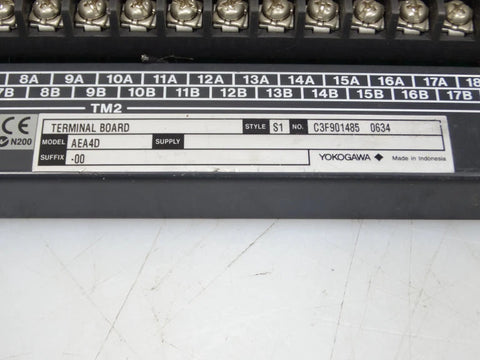 8A 9A 10A 11A 12A 13A 14A 15A 16A 17A 18
7B 8B 9B 10B 11B 12B 13B 14B 15B 16B 17B
TM2
CE
N200
TERMINAL BOARD STYLE S1 NO. C3F901485 0634
MODEL AEA4D SUPPLY
SUFFIX -00
YOKOGAWA Made in Indonesia